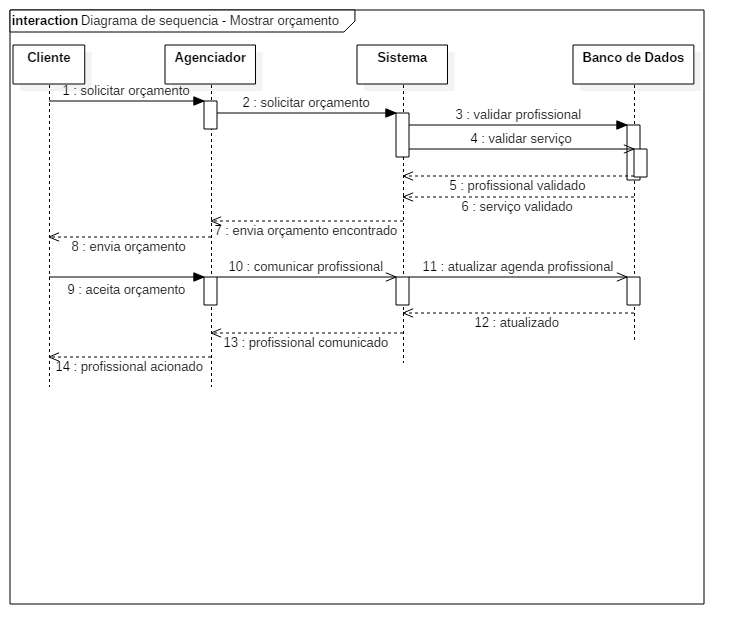 interaction Diagrama de sequencia - Mostrar orçamento
Cliente
Agenciador
Sistema
Banco de Dados
1 : solicitar orçamento
2 : solicitar orçamento
3 : validar profissional
4 : validar serviço
5 : profissional validado
6 : serviço validado
7 : envia orçamento encontrado
8 : envia orçamento
9 : aceita orçamento
10 : comunicar profissional
11 : atualizar agenda profissional
12 : atualizado
13 : profissional comunicado
14 : profissional acionado